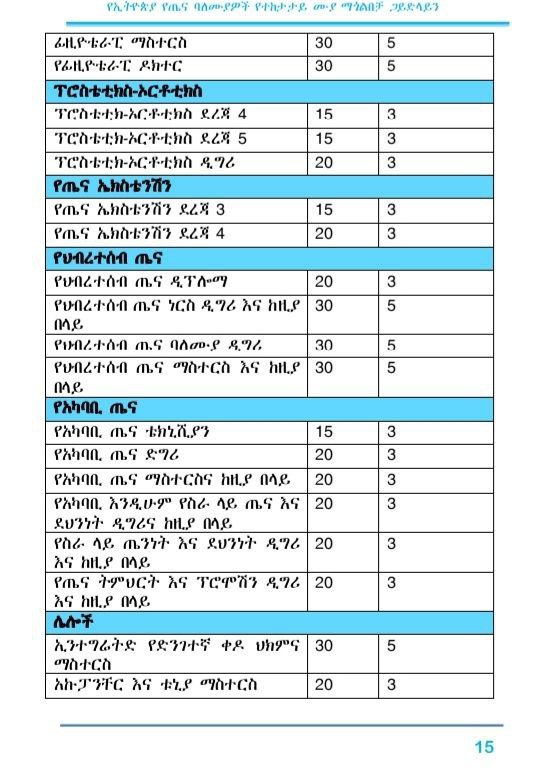 የኢትዮጵያ የጤና ባለሙያዎች የተከታታይ ሙያ ማጎልበቻ ጋይድላይን
ፊዚዮቴራፒ ማስተርስ 30 5
የፊዚዮቴራፒ ዶክተር 30 5
ፕሮስቴቲክስ-ኦርቶቲክስ
ፕሮስቴቲክ-ኦርቶቲክስ ደረጃ 4 15 3
ፕሮስቴቲክ-ኦርቶቲክስ ደረጃ 5 15 3
ፕሮስቴቲክ-ኦርቶቲክስ ዲግሪ 20 3
የጤና ኤክስቴንሽን
የጤና ኤክስቴንሽን ደረጃ 3 15 3
የጤና ኤክስቴንሽን ደረጃ 4 20 3
የህብረተሰብ ጤና
የህብረተሰብ ጤና ዲፕሎማ 20 3
የህብረተሰብ ጤና ነርስ ዲግሪ እና ከዚያ 30 5
በላይ
የህብረተሰብ ጤና ባለሙያ ዲግሪ 30 5
የህብረተሰብ ጤና ማስተርስ እና ከዚያ 30 5
በላይ
የአካባቢ ጤና
የአካባቢ ጤና ቴክኒሺያን 15 3
የአካባቢ ጤና ድግሪ 20 3
የአካባቢ ጤና ማስተርስና ከዚያ በላይ 20 3
የአካባቢ እንዲሁም የስራ ላይ ጤና እና 20 3
ደህንነት ዲግሪና ከዚያ በላይ
የስራ ላይ ጤንነት እና ደህንነት ዲግሪ 20 3
እና ከዚያ በላይ
የጤና ትምህርት እና ፕሮሞሽን ዲግሪ 20 3
እና ከዚያ በላይ
ሌሎች
ኢንተግሬትድ የድንገተኛ ቀዶ ህክምና 30 5
ማስተርስ
አኩፓንቸር እና ቱኒያ ማስተርስ 20 3
15